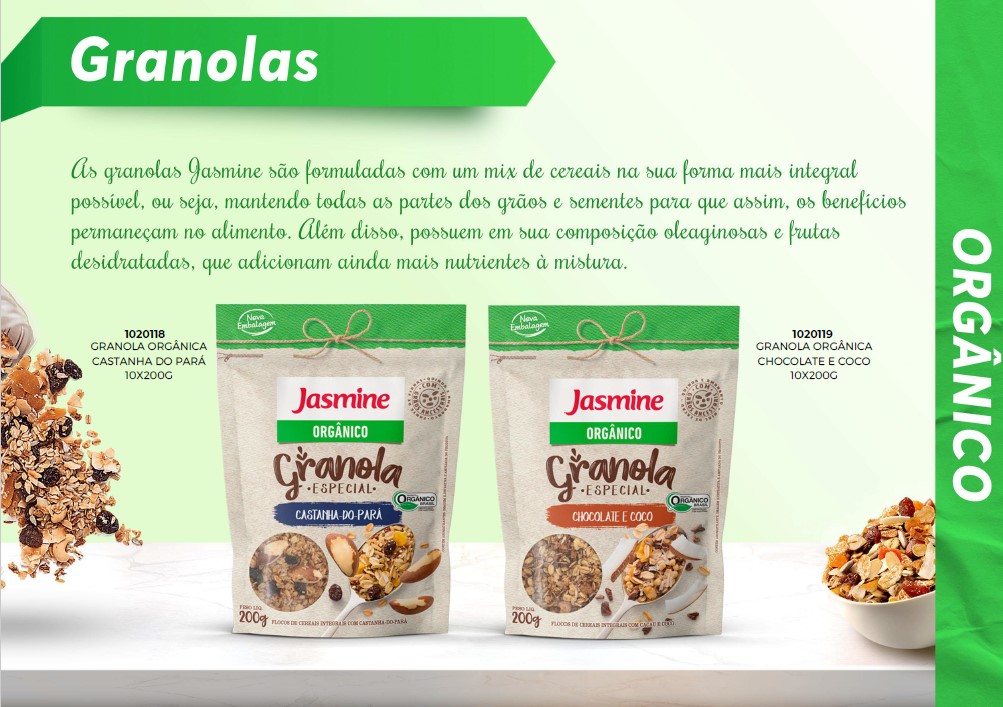 Granolas
As granolas Jasmine são formuladas com um mix de cereais na sua forma mais integral
possível, ou seja, mantendo todas as partes dos grãos e sementes para que assim, os benefícios
permaneçam no alimento. Além disso, possuem em sua composição oleaginosas e frutas
desidratadas, que adicionam ainda mais nutrientes à mistura.
1020118
GRANOLA ORGÂNICA
CASTANHA DO PARÁ
10X200G
Nova
Embalagem
Jasmine
ORGÂNICO
Granola
•ESPECIAL•
ORGÂNICO
BRASIL
CASTANHA-DO-PARÁ
PESO LÍQ.
200g
FLOCOS DE CEREAIS INTEGRAIS COM CASTANHA-DO-PARÁ
Nova
Embalagem
Jasmine
ORGÂNICO
Granola
•ESPECIAL•
ORGÂNICO
BRASIL
CHOCOLATE E COCO
PESO LÍQ.
200g
FLOCOS DE CEREAIS INTEGRAIS COM CACAU E COCO
1020119
GRANOLA ORGÂNICA
CHOCOLATE E COCO
10X200G
ORGÂNICO